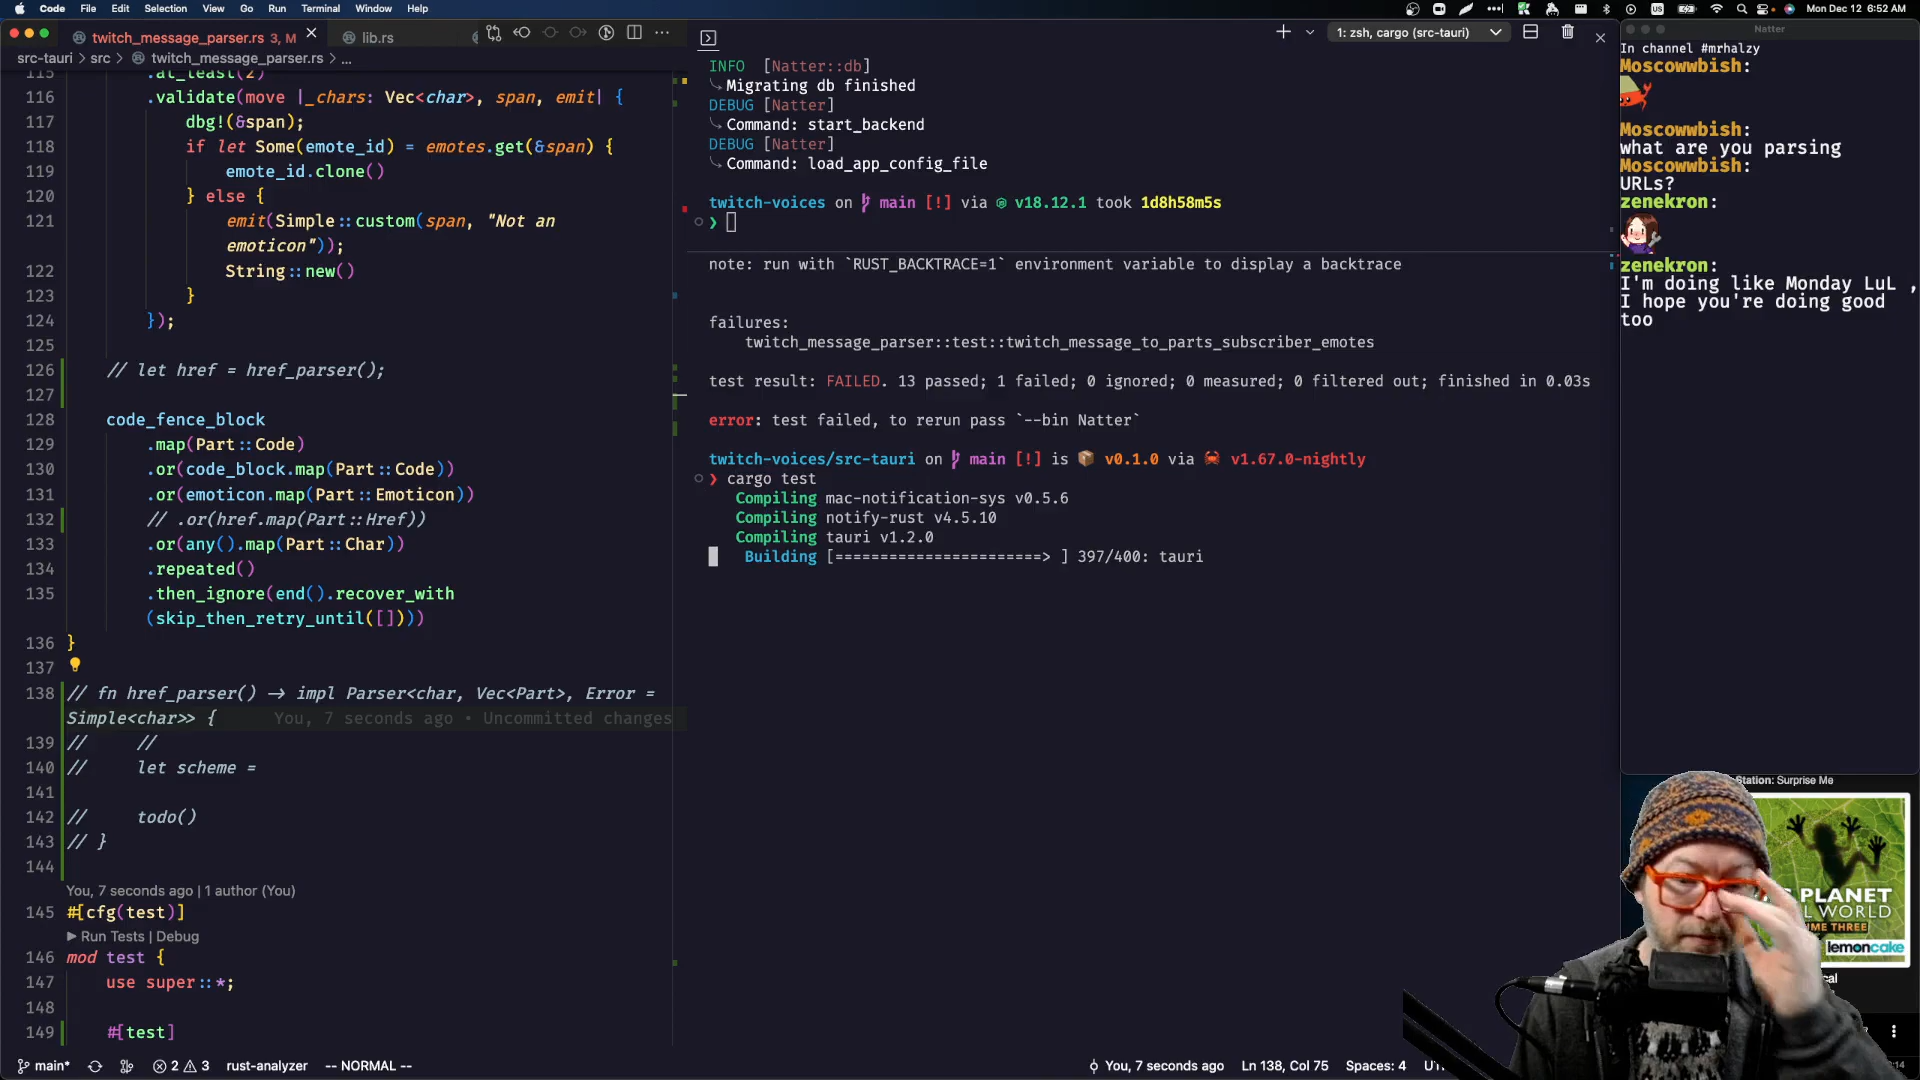 Code File Edit Selection View Go Run Terminal Window Help
Mon Dec 12 6:52 AM
twitch_message_parser.rs 3, M
lib.rs
src-tauri > src > twitch_message_parser.rs > ...
115 .at_least(2)
116 .validate(move |_chars: Vec<char>, span, emit| {
117 dbg!(&span);
118 if let Some(emote_id) = emotes.get(&span) {
119 emote_id.clone()
120 } else {
121 emit(Simple::custom(span, "Not an
emoticon"));
122 String::new()
123 }
124 });
125
126 // let href = href_parser();
127
128 code_fence_block
129 .map(Part::Code)
130 .or(code_block.map(Part::Code))
131 .or(emoticon.map(Part::Emoticon))
132 // .or(href.map(Part::Href))
133 .or(any().map(Part::Char))
134 .repeated()
135 .then_ignore(end().recover_with
(skip_then_retry_until([])))
136 }
137
138 // fn href_parser() -> impl Parser<char, Vec<Part>, Error =
Simple<char>> { You, 7 seconds ago • Uncommitted changes
139 // //
140 // let scheme =
141
142 // todo()
143 // }
144
You, 7 seconds ago | 1 author (You)
145 #[cfg(test)]
Run Tests | Debug
146 mod test {
147 use super::*;
148
149 #[test]
main* 2 3 rust-analyzer -- NORMAL --
You, 7 seconds ago Ln 138, Col 75 Spaces: 4
1: zsh, cargo (src-tauri)
INFO [Natter::db]
Migrating db finished
DEBUG [Natter]
Command: start_backend
DEBUG [Natter]
Command: load_app_config_file
twitch-voices on main [!] via v18.12.1 took 1d8h58m5s
❯
note: run with `RUST_BACKTRACE=1` environment variable to display a backtrace
failures:
twitch_message_parser::test::twitch_message_to_parts_subscriber_emotes
test result: FAILED. 13 passed; 1 failed; 0 ignored; 0 measured; 0 filtered out; finished in 0.03s
error: test failed, to rerun pass `--bin Natter`
twitch-voices/src-tauri on main [!] is v0.1.0 via v1.67.0-nightly
❯ cargo test
Compiling mac-notification-sys v0.5.6
Compiling notify-rust v4.5.10
Compiling tauri v1.2.0
Building [=======================> ] 397/400: tauri
Natter
In channel #mrhalzy
Moscowwbish:
Moscowwbish:
what are you parsing
Moscowwbish:
URLs?
zenekron:
zenekron:
I'm doing like Monday LuL ,
I hope you're doing good
too
Station: Surprise Me
PLANET
WORLD
lemoncake